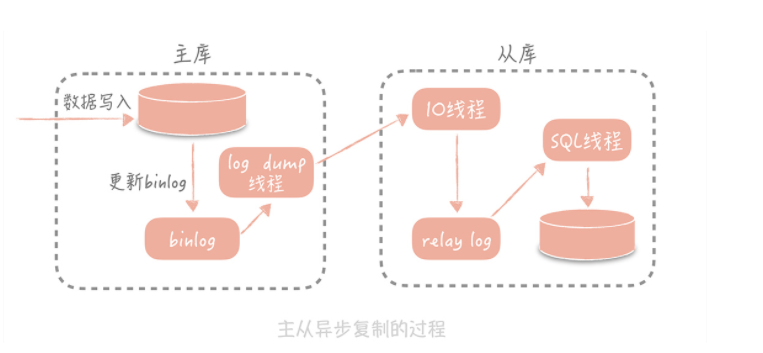 主库
数据写入
更新binlog
binlog
log dump
线程
从库
IO线程
relay log
SQL线程
主从异步复制的过程